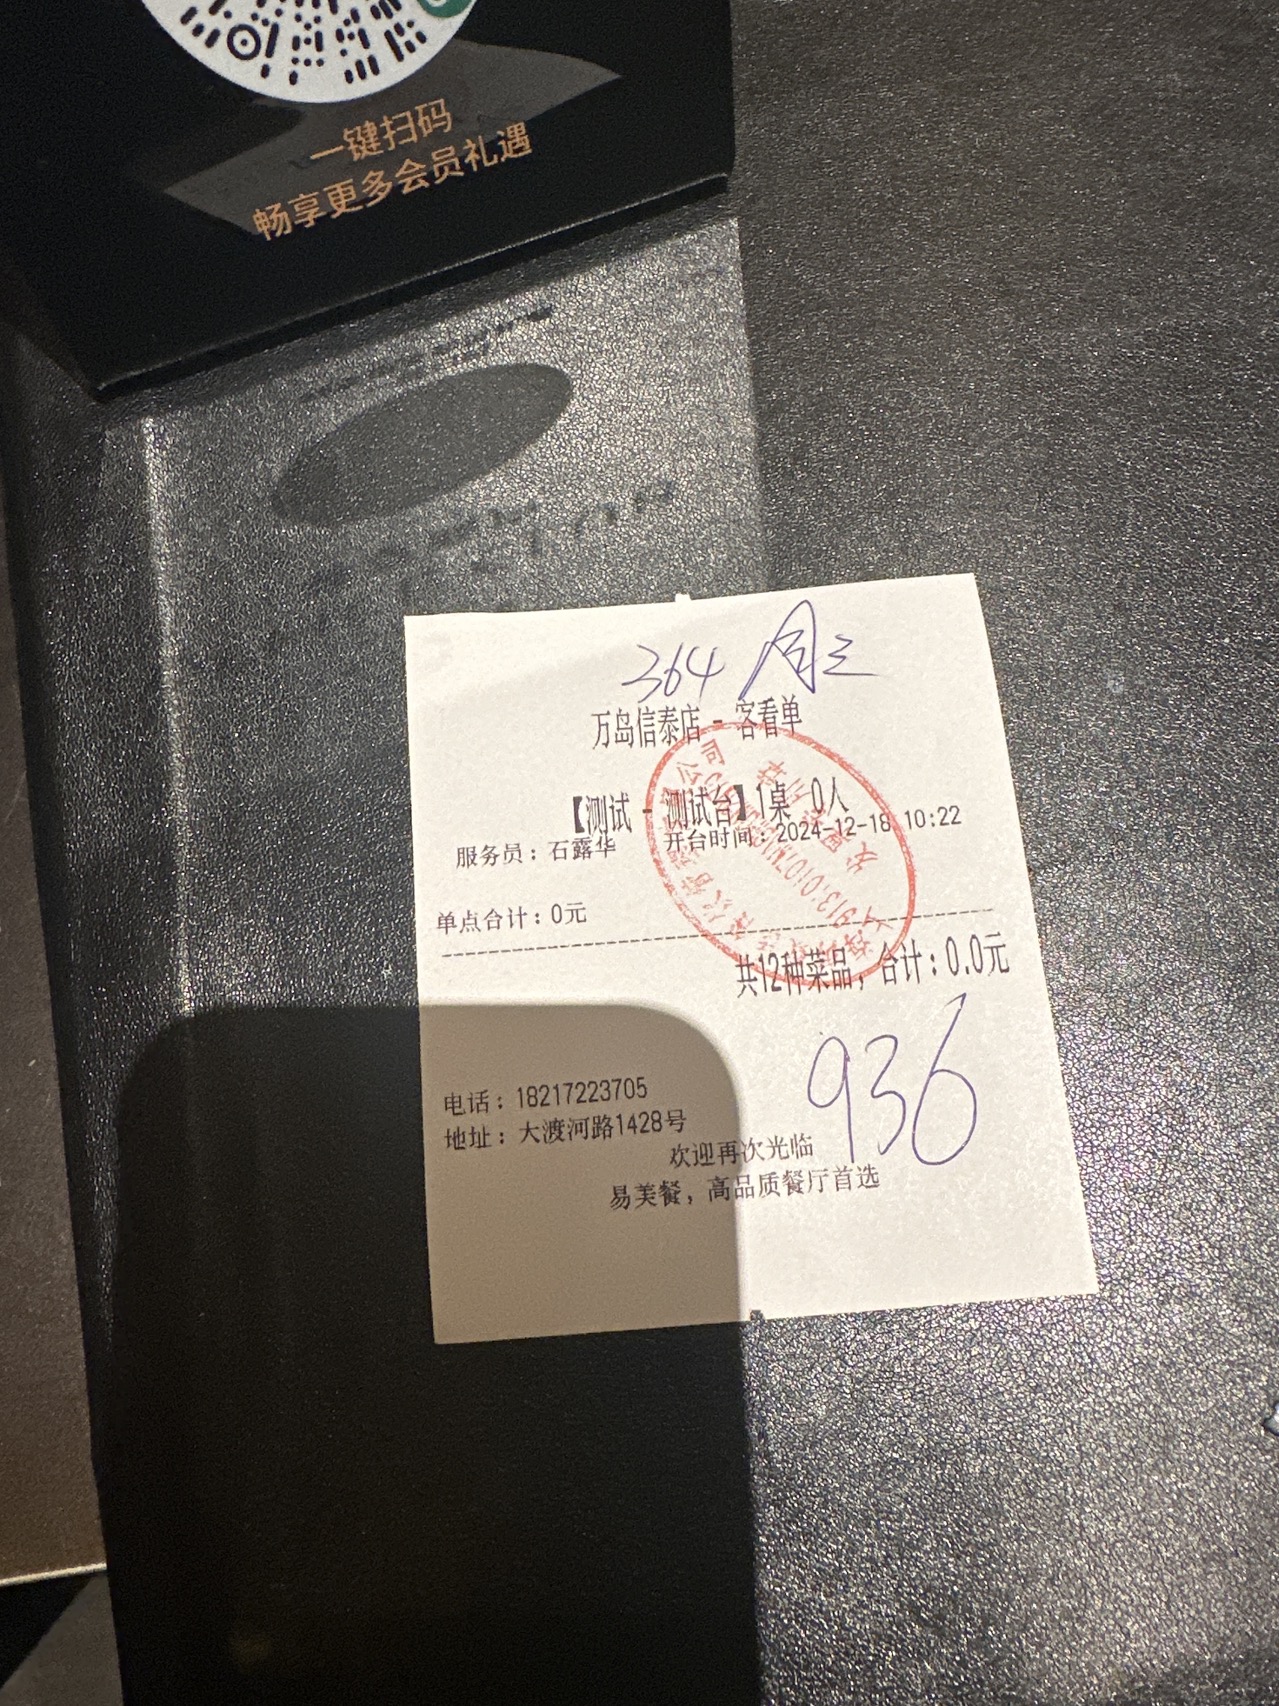 一键扫码
畅享更多会员礼遇
364 周三
万岛信泰店 - 客看单
【测试 - 测试台】1桌 0人
服务员：石露华 开台时间：2024-12-18 10:22
单点合计：0元
共12种菜品，合计：0.0元
936
电话：18217223705
地址：大渡河路1428号
欢迎再次光临
易美餐，高品质餐厅首选